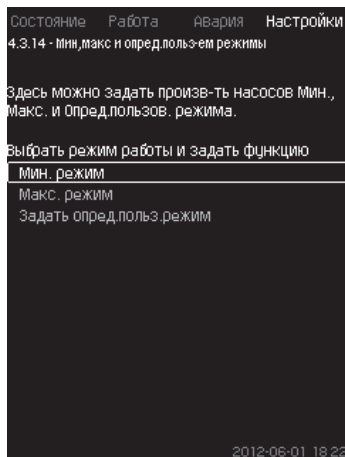 Состояние Работа Авария Настройки
4.3.14 - Мин,макс и опред.польз-ем режимы
Здесь можно задать произв-ть насосов Мин.,
Макс. и Опред.пользов. режима.
Выбрать режим работы и задать функцию
Мин. режим
Макс. режим
Задать опред.польз.режим
2012-06-01 18:22